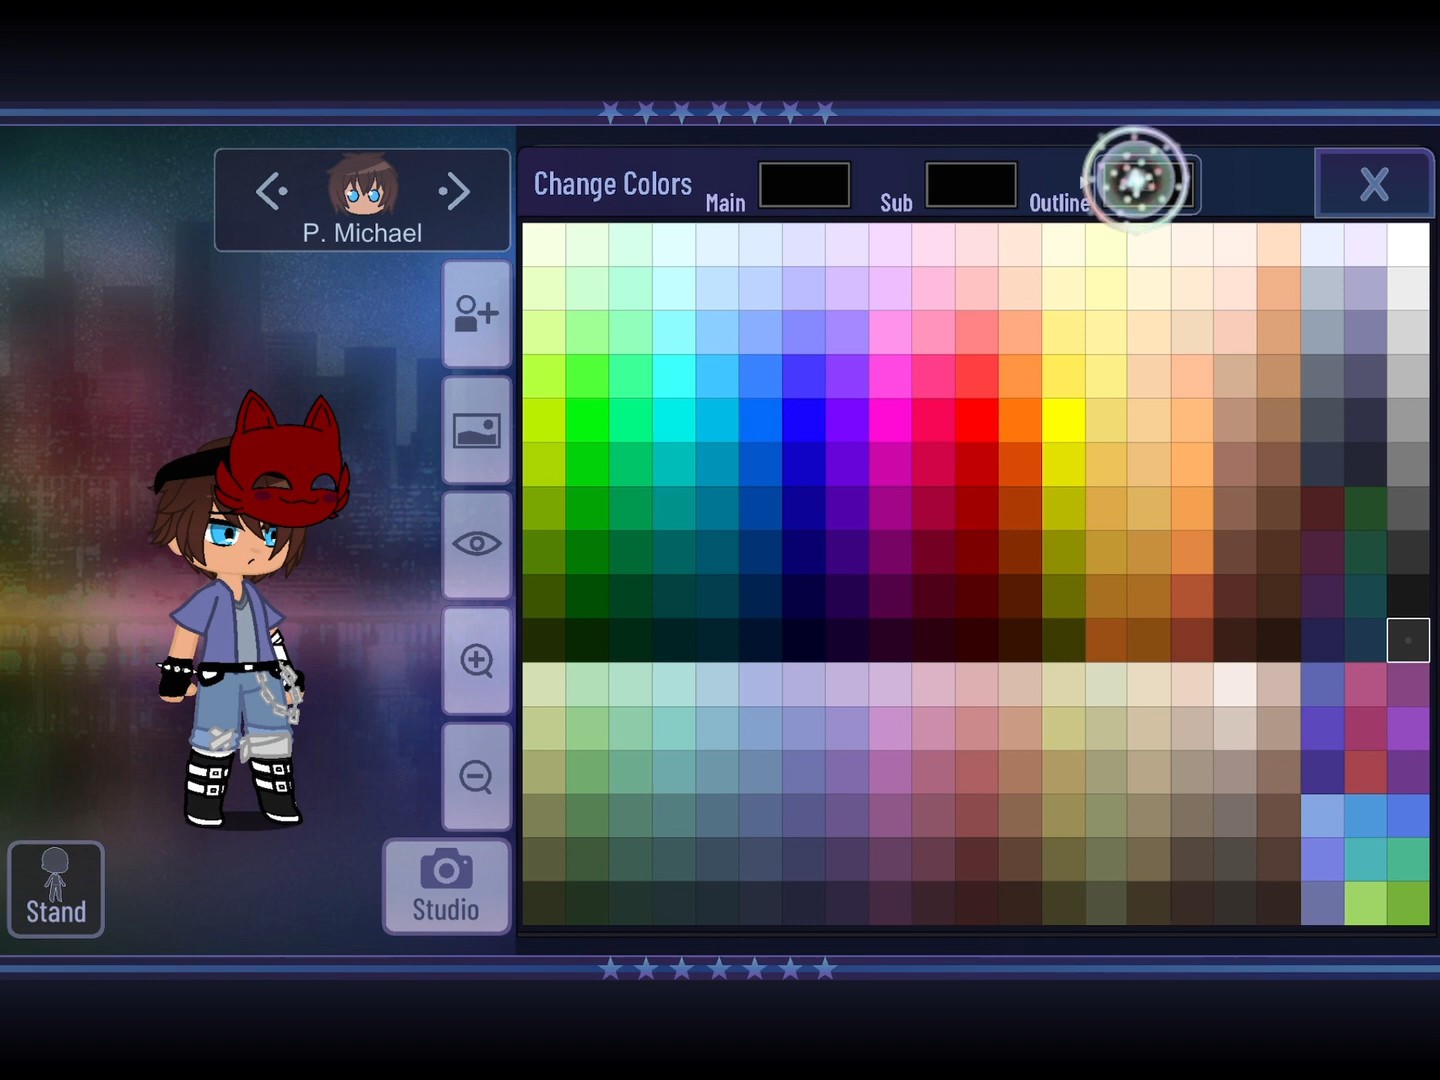 P. Michael
Change Colors
Main
Sub
Outline
X
Stand
Studio